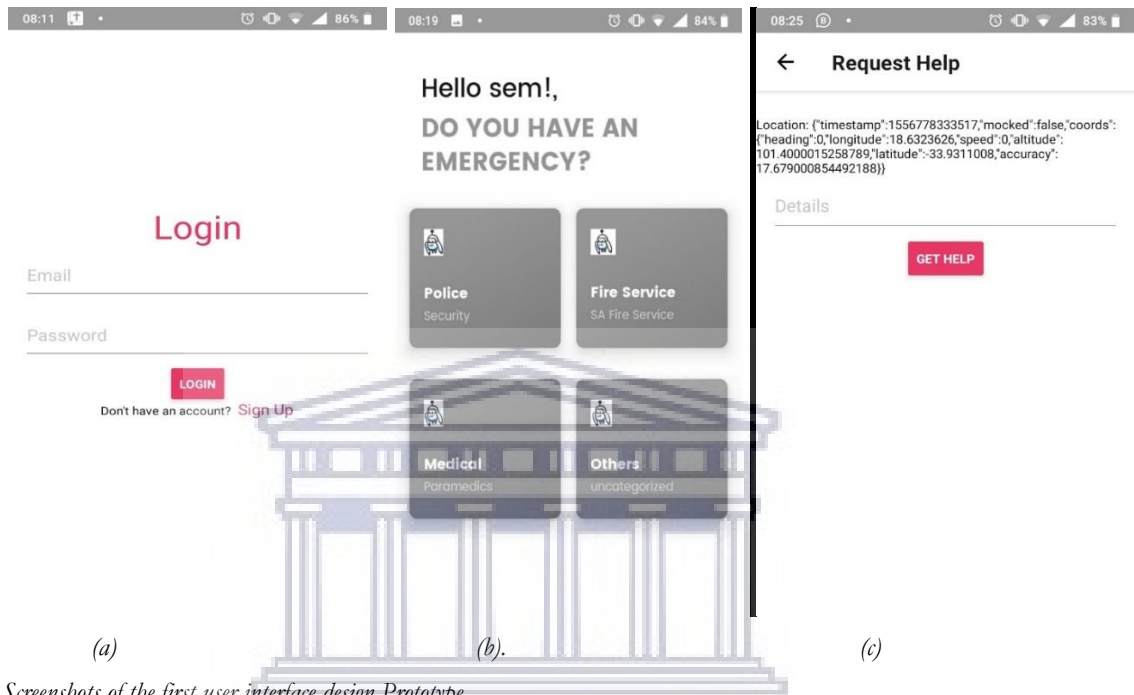 08:11
86%
Login
Email
Password
LOGIN
Don't have an account? Sign Up
(a)
08:19
84%
Hello sem!,
DO YOU HAVE AN
EMERGENCY?
Police
Security
Fire Service
SA Fire Service
Medical
Paramedics
Others
uncategorized
(b).
08:25
83%
Request Help
Location: {"timestamp":1556778333517,"mocked":false,"coords":
{"heading":0,"longitude":18.6323626,"speed":0,"altitude":
101.4000015258789,"latitude":-33.9311008,"accuracy":
17.679000854492188}}
Details
GET HELP
(c)
Screenshots of the first user interface design Prototype